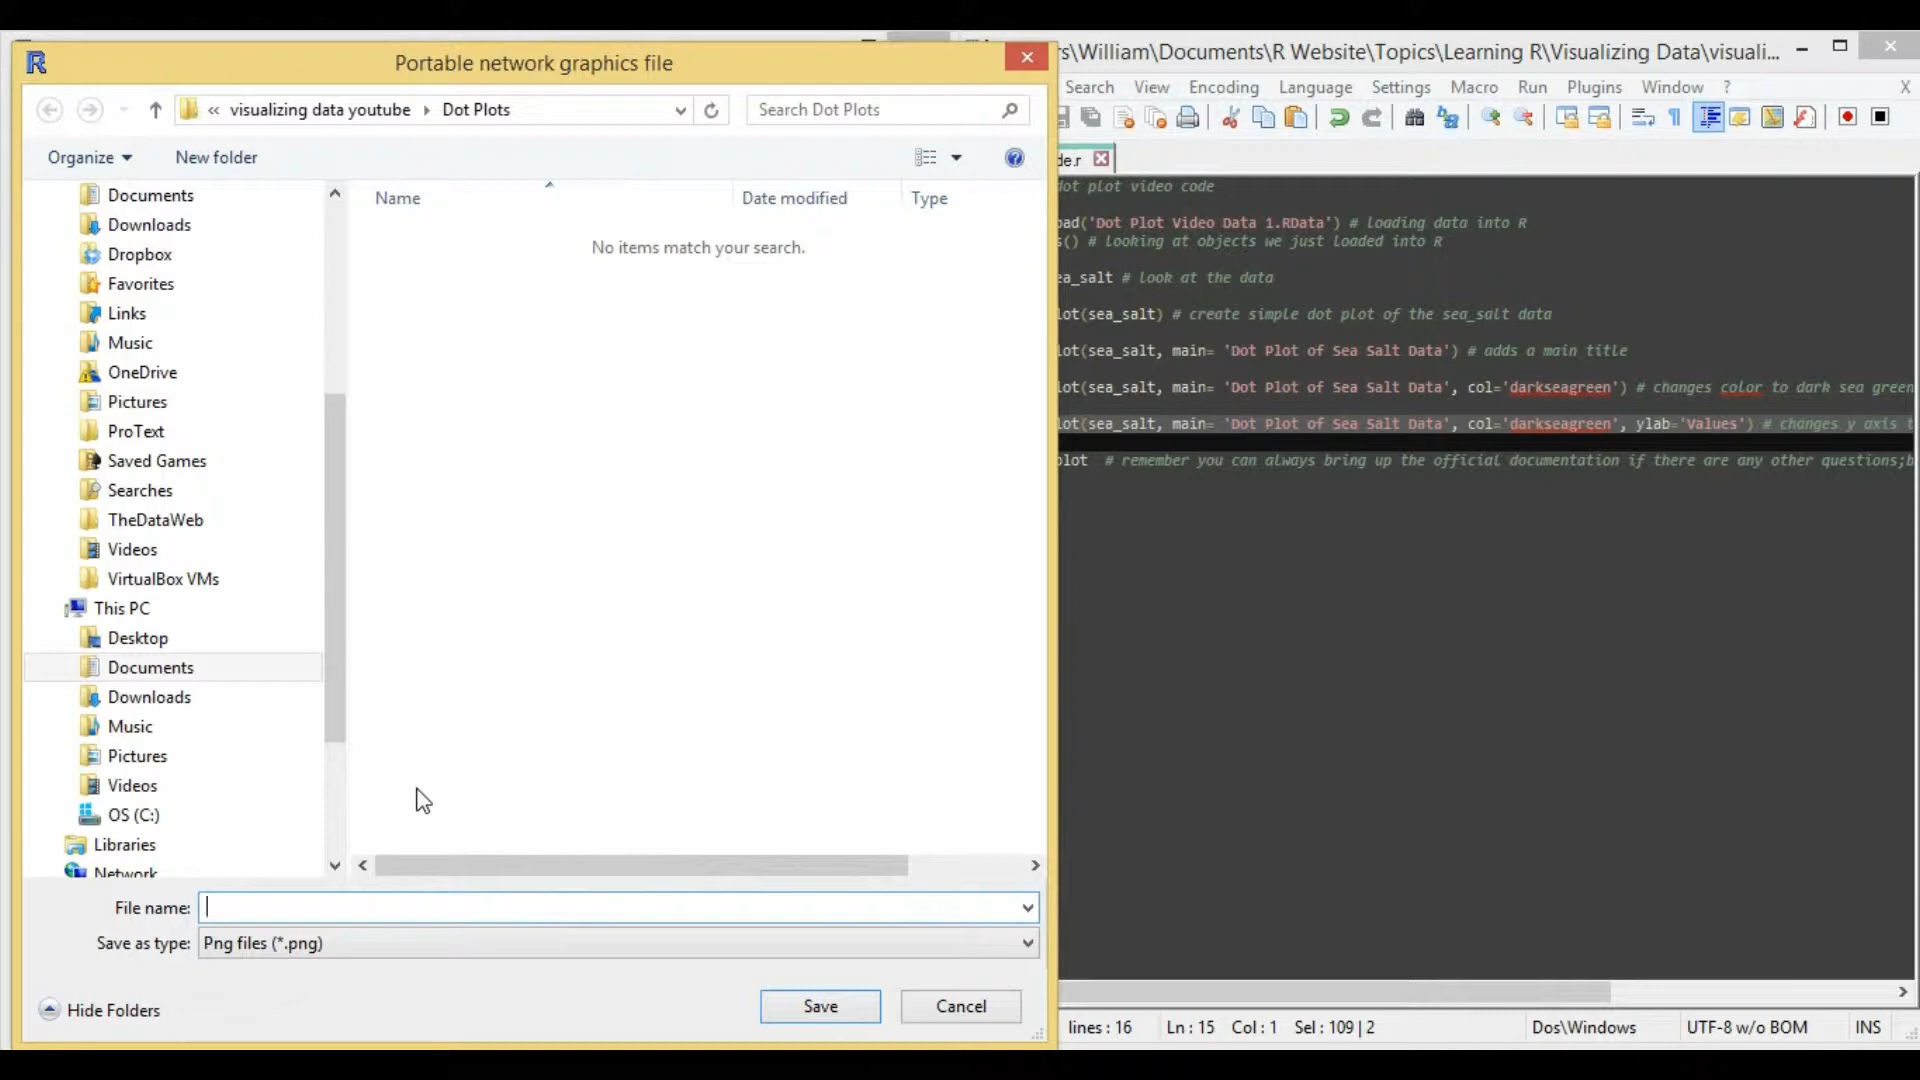 Portable network graphics file
« visualizing data youtube Dot Plots
Search Dot Plots
Organize
New folder
Name
Date modified
Type
No items match your search.
Documents
Downloads
Dropbox
Favorites
Links
Music
OneDrive
Pictures
ProText
Saved Games
Searches
TheDataWeb
Videos
VirtualBox VMs
This PC
Desktop
Documents
Downloads
Music
Pictures
Videos
OS (C:)
Libraries
Network
File name:
Save as type: Png files (*.png)
Hide Folders
Save
Cancel
s\William\Documents\R Website\Topics\Learning R\Visualizing Data\visuali...
Search View Encoding Language Settings Macro Run Plugins Window ? X
de.r
dot plot video code
oad('Dot Plot Video Data 1.RData') # loading data into R
s() # Looking at objects we just loaded into R
ea_salt # look at the data
lot(sea_salt) # create simple dot plot of the sea_salt data
lot(sea_salt, main= 'Dot Plot of Sea Salt Data') # adds a main title
lot(sea_salt, main= 'Dot Plot of Sea Salt Data', col='darkseagreen') # changes color to dark sea green
lot(sea_salt, main= 'Dot Plot of Sea Salt Data', col='darkseagreen', ylab='Values') # changes y axis t
plot # remember you can always bring up the official documentation if there are any other questions;b
lines : 16 Ln : 15 Col : 1 Sel : 109 | 2 Dos\Windows UTF-8 w/o BOM INS